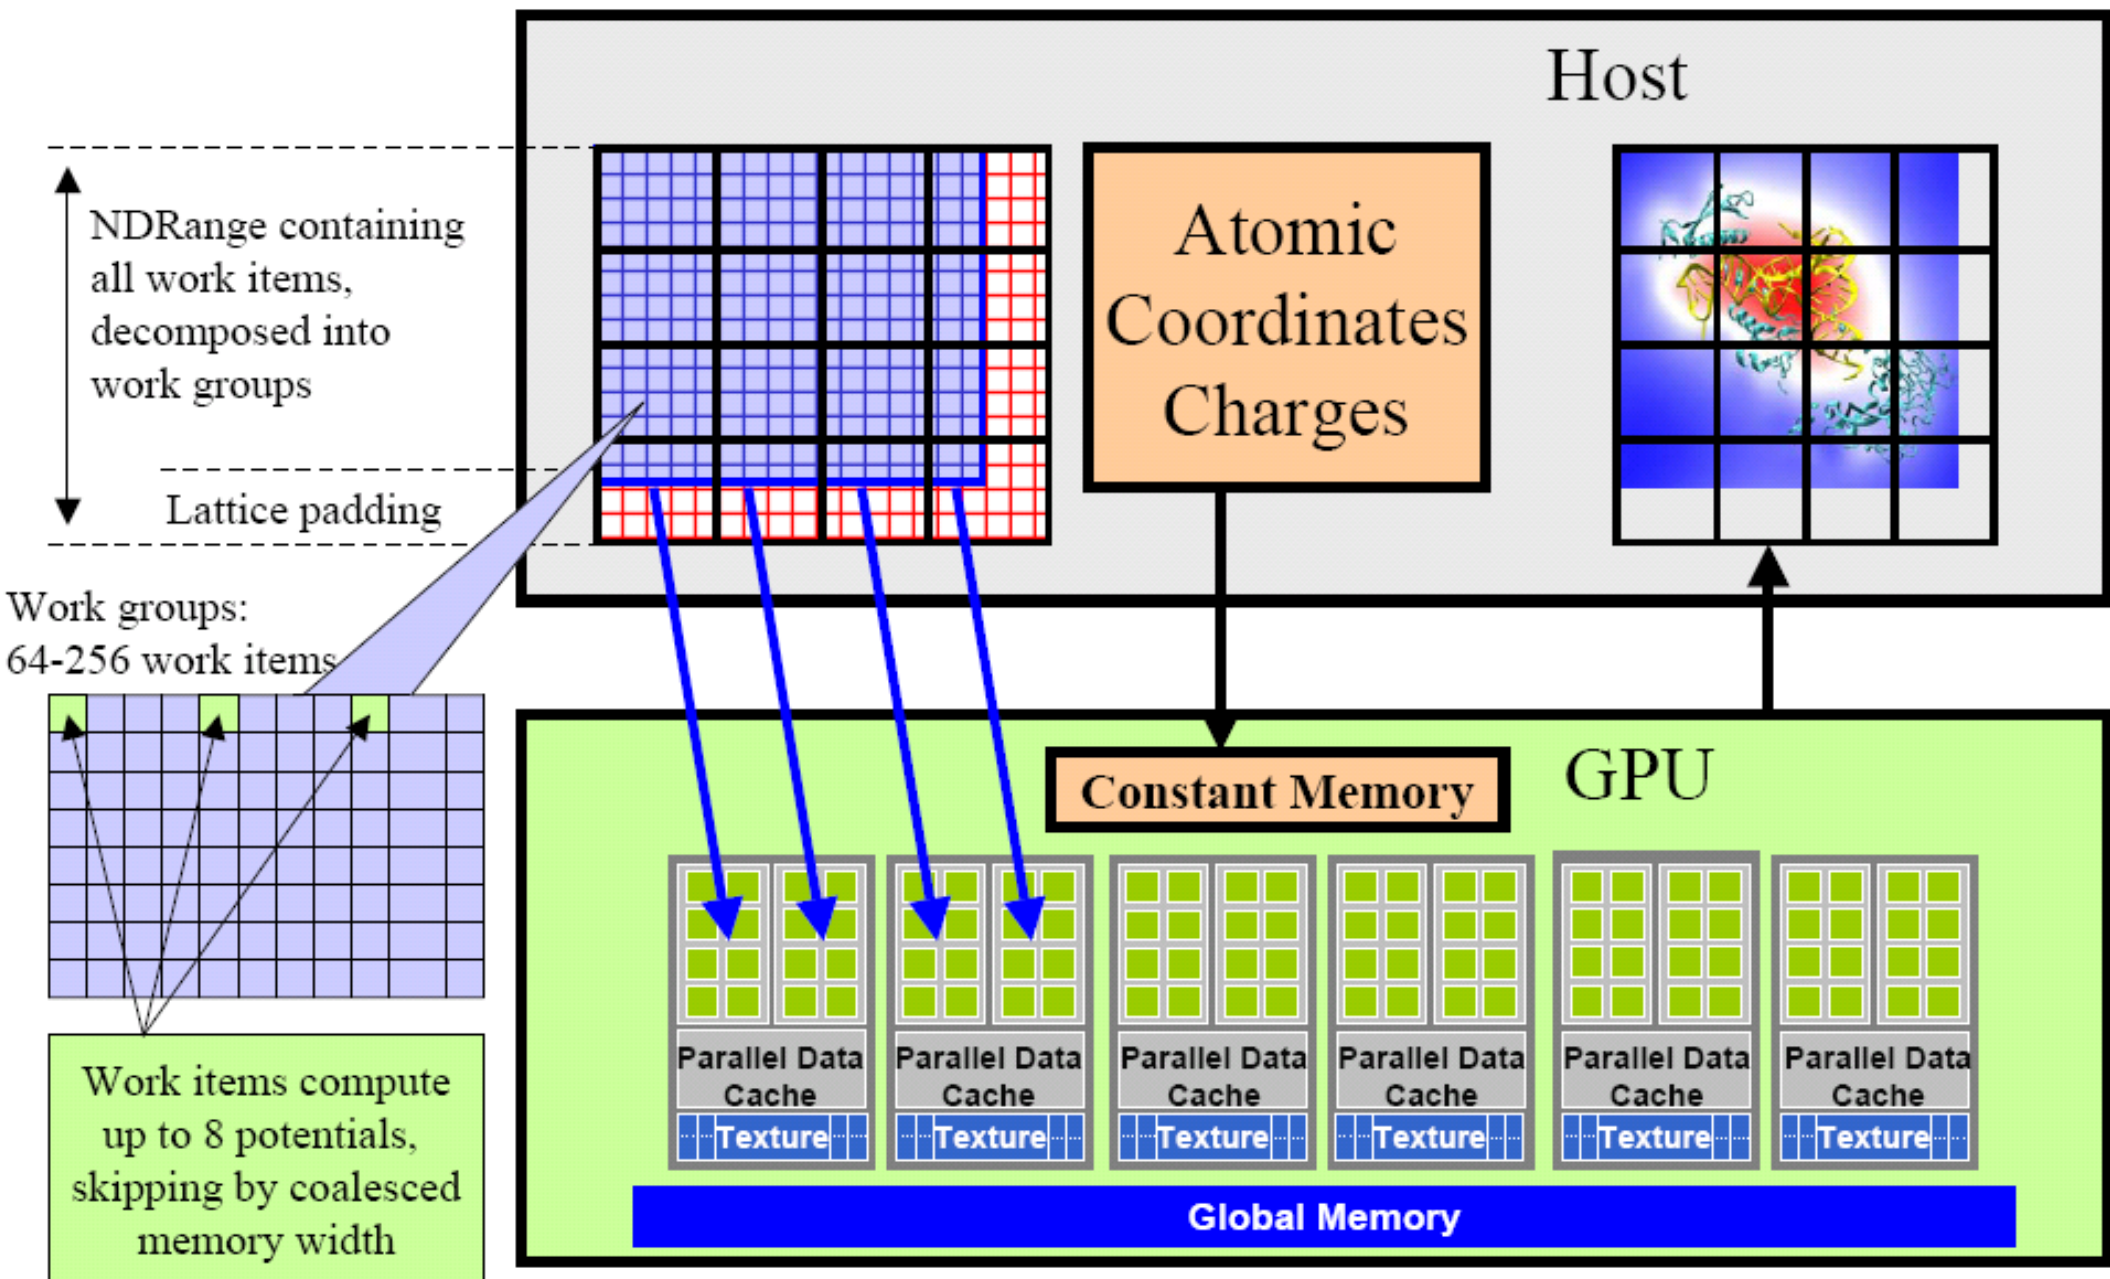 Host
NDRange containing
all work items,
decomposed into
work groups
Lattice padding
Atomic
Coordinates
Charges
Work groups:
64-256 work items
Work items compute
up to 8 potentials,
skipping by coalesced
memory width
GPU
Constant Memory
Parallel Data
Cache
Texture
Parallel Data
Cache
Texture
Parallel Data
Cache
Texture
Parallel Data
Cache
Texture
Parallel Data
Cache
Texture
Parallel Data
Cache
Texture
Global Memory